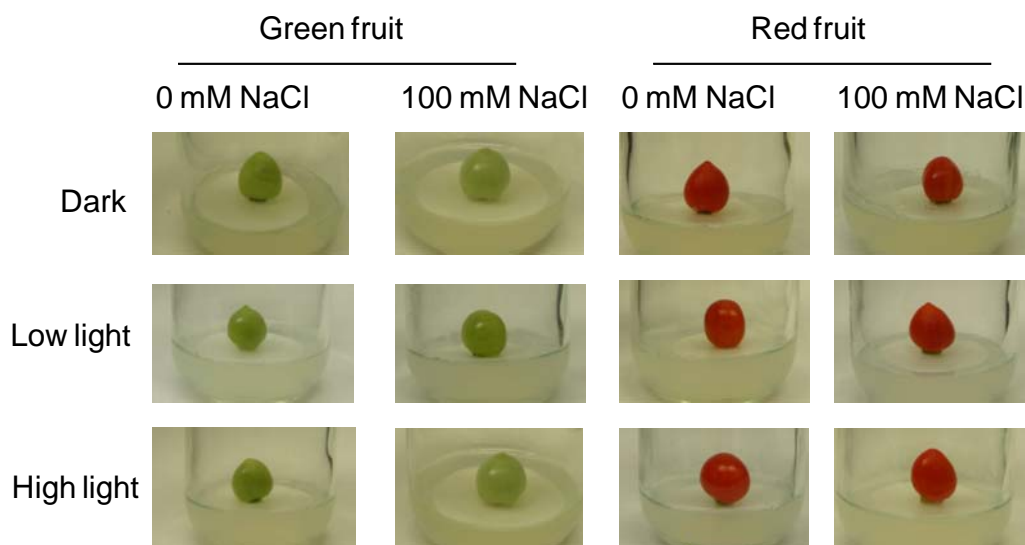 Green fruit Red fruit
0 mM NaCl 100 mM NaCl 0 mM NaCl 100 mM NaCl
Dark
Low light
High light